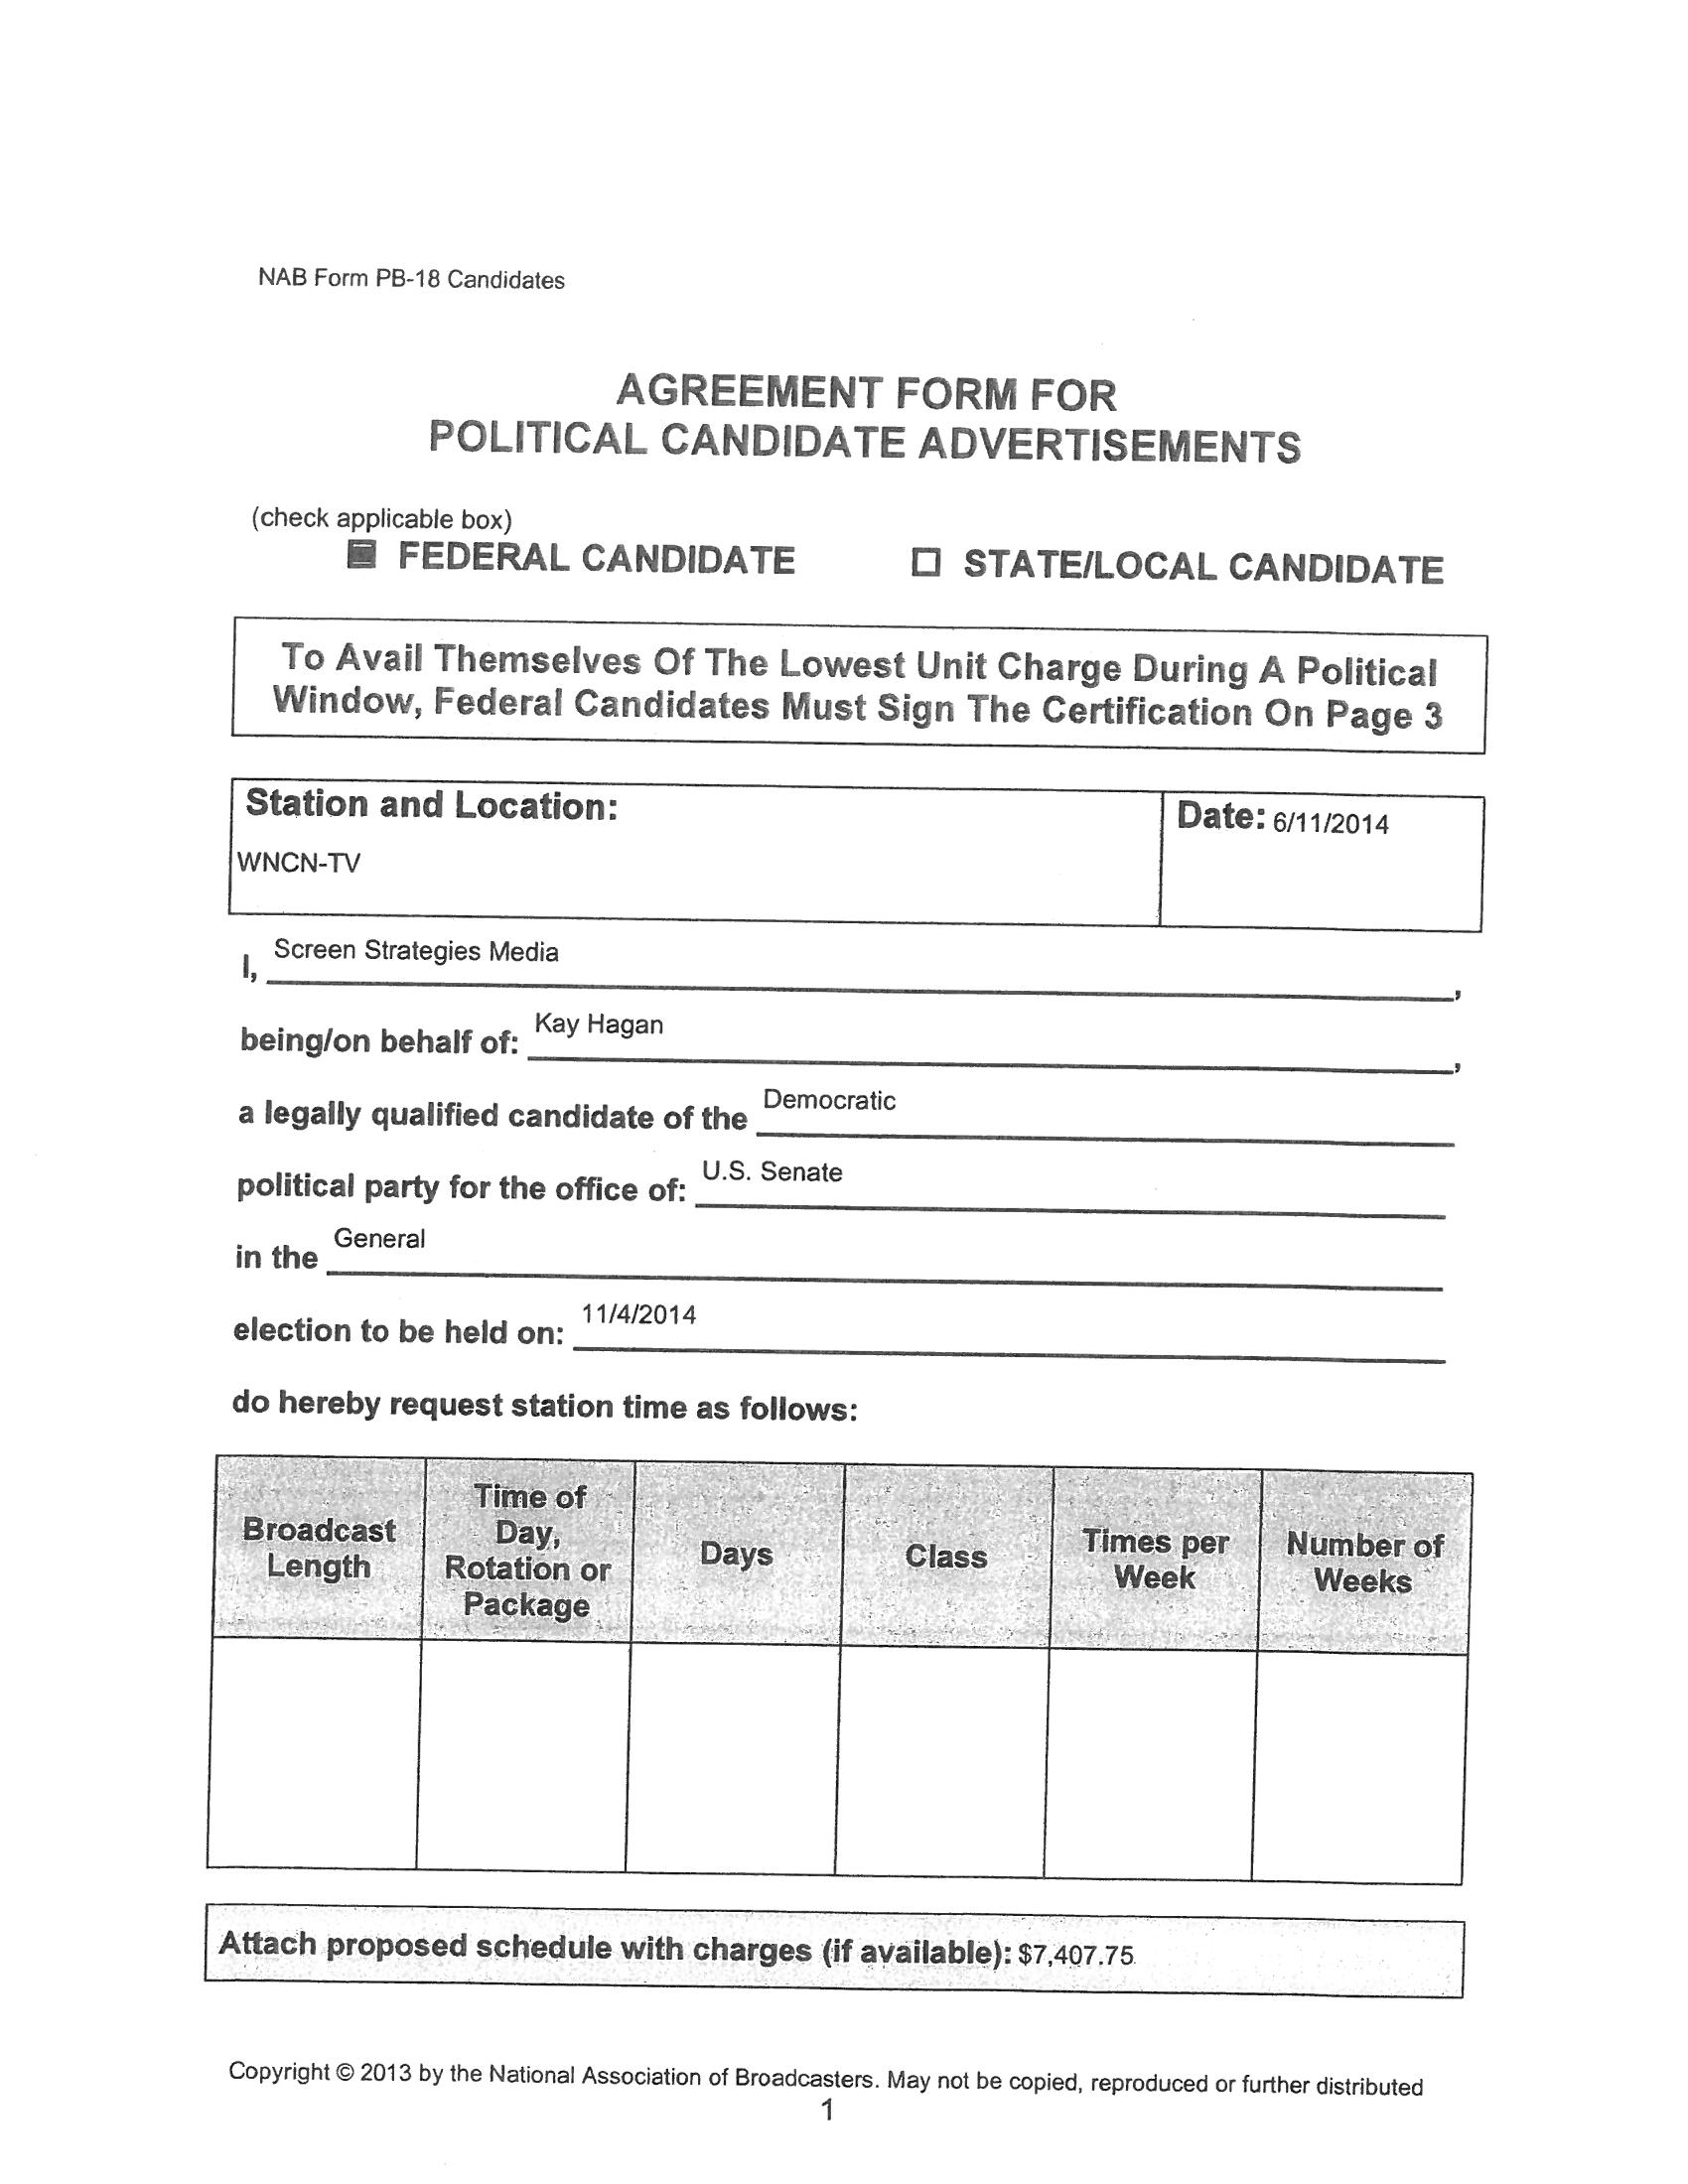 NAB Form PB-18 Candidates
AGREEMENT FORM FOR
POLITICAL CANDIDATE ADVERTISEMENTS
(check applicable box)
FEDERAL CANDIDATE
STATE/LOCAL CANDIDATE
To Avail Themselves Of The Lowest Unit Charge During A Political
Window, Federal Candidates Must Sign The Certification On Page 3
Station and Location:
WNCN-TV
Date: 6/11/2014
I, Screen Strategies Media,
being/on behalf of: Kay Hagan,
a legally qualified candidate of the Democratic
political party for the office of: U.S. Senate
in the General
election to be held on: 11/4/2014
do hereby request station time as follows:
Broadcast
Length
Time of
Day,
Rotation or
Package
Days
Class
Times per
Week
Number of
Weeks
Attach proposed schedule with charges (if available): $7,407.75
Copyright © 2013 by the National Association of Broadcasters. May not be copied, reproduced or further distributed
1